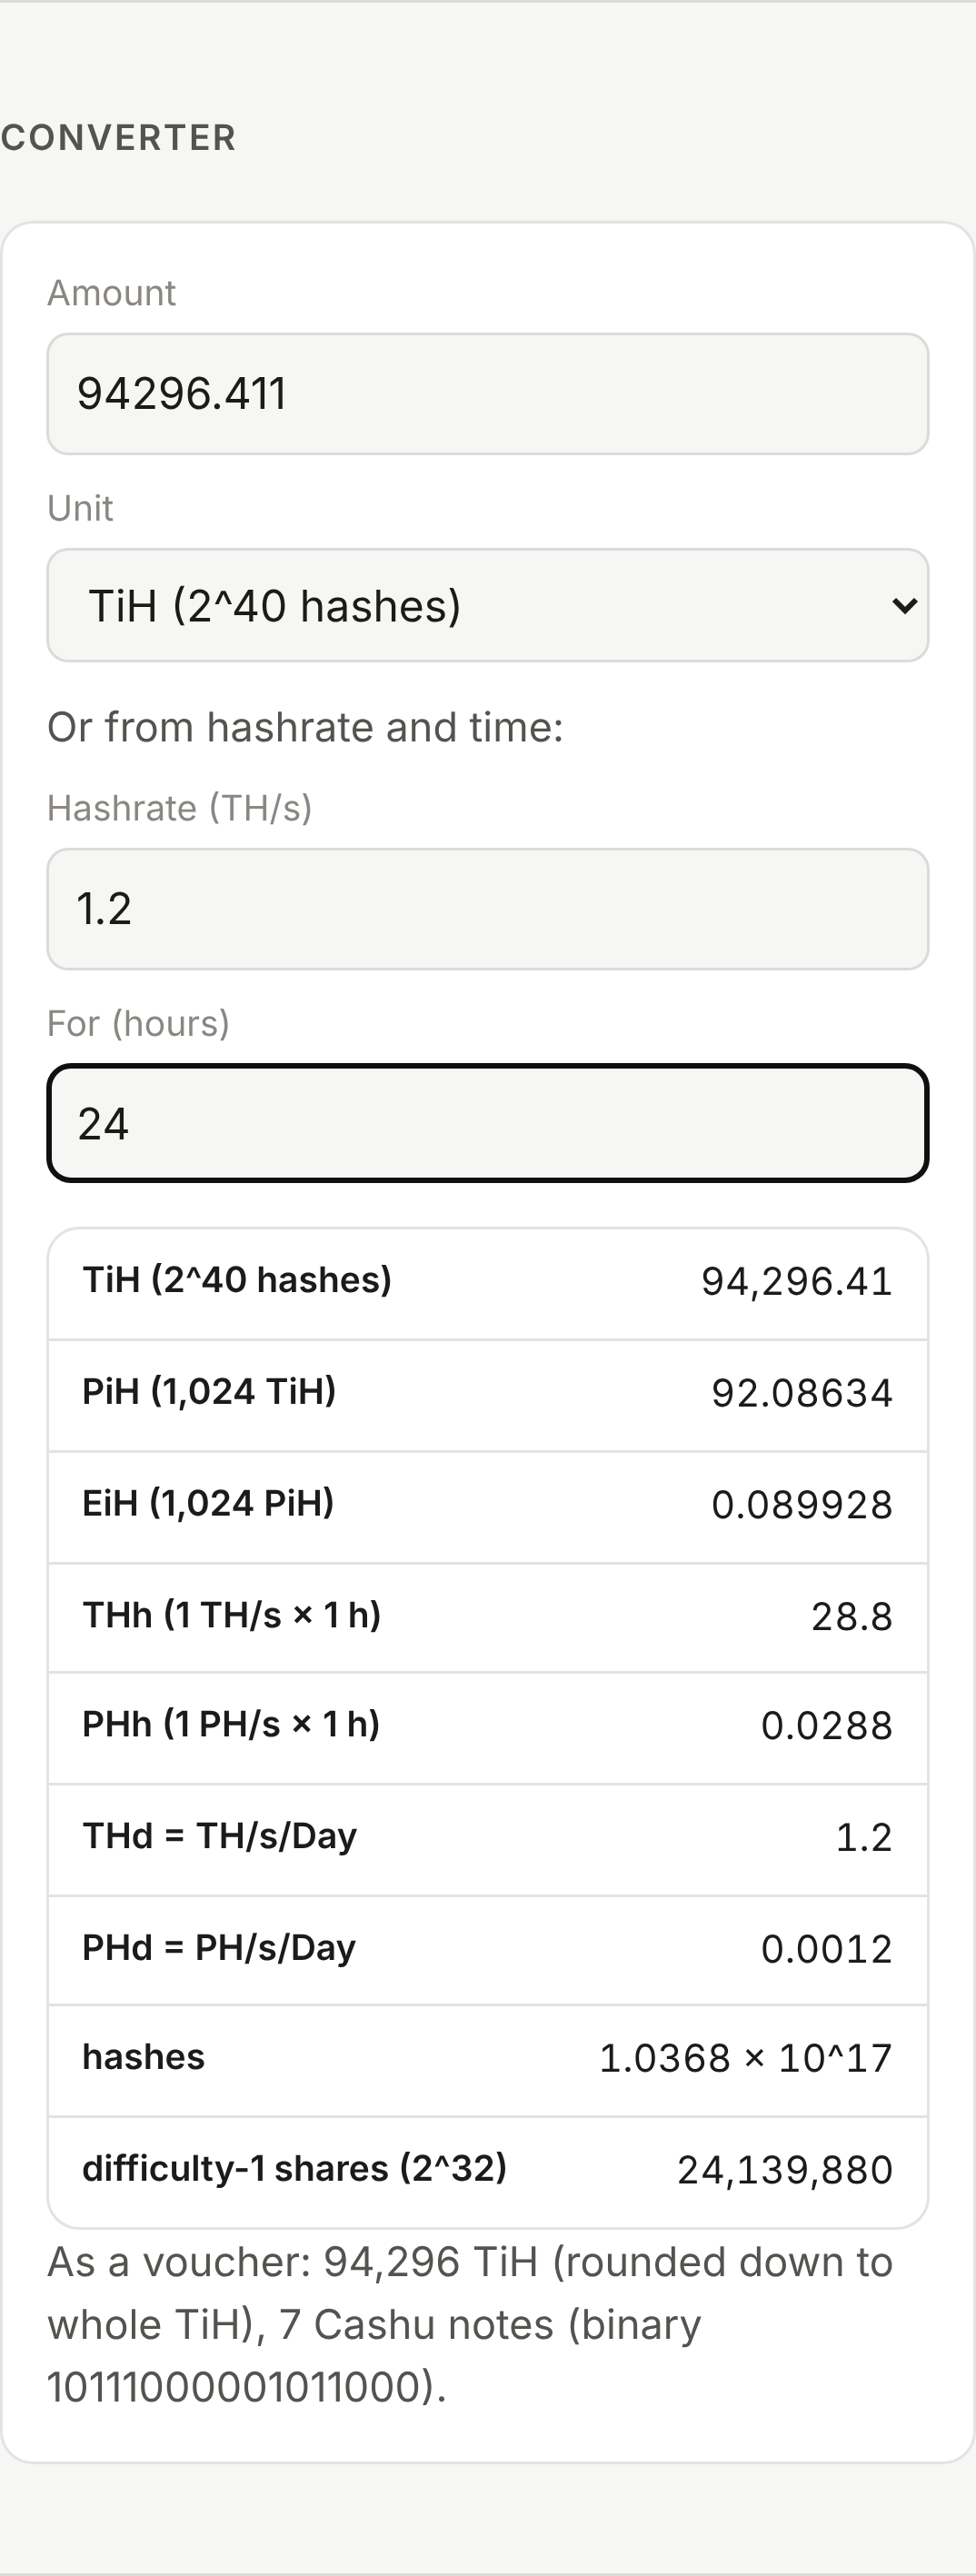 CONVERTER
Amount
94296.411
Unit
TiH (2^40 hashes)
Or from hashrate and time:
Hashrate (TH/s)
1.2
For (hours)
24
TiH (2^40 hashes) 94,296.41
PiH (1,024 TiH) 92.08634
EiH (1,024 PiH) 0.089928
THh (1 TH/s × 1 h) 28.8
PHh (1 PH/s × 1 h) 0.0288
THd = TH/s/Day 1.2
PHd = PH/s/Day 0.0012
hashes 1.0368 × 10^17
difficulty-1 shares (2^32) 24,139,880
As a voucher: 94,296 TiH (rounded down to
whole TiH), 7 Cashu notes (binary
10111000001011000).